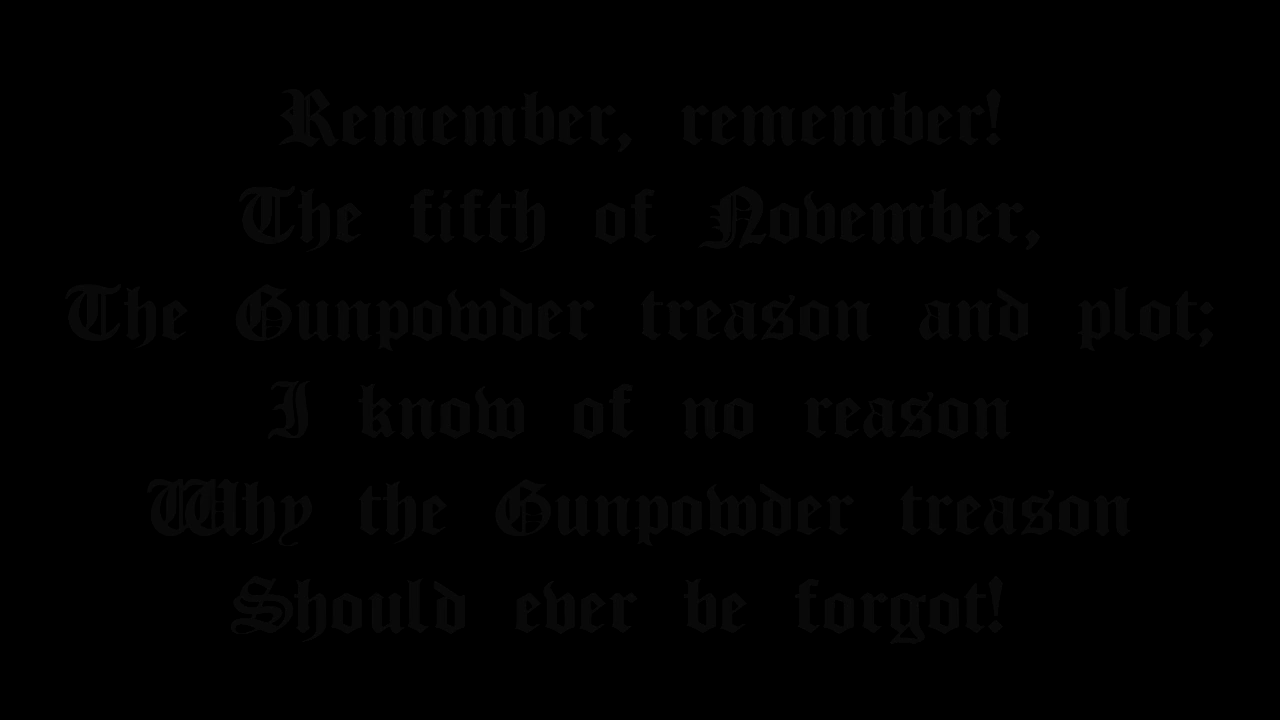 Remember, remember!
The fifth of November,
The Gunpowder treason and plot;
I know of no reason
Why the Gunpowder treason
Should ever be forgot!